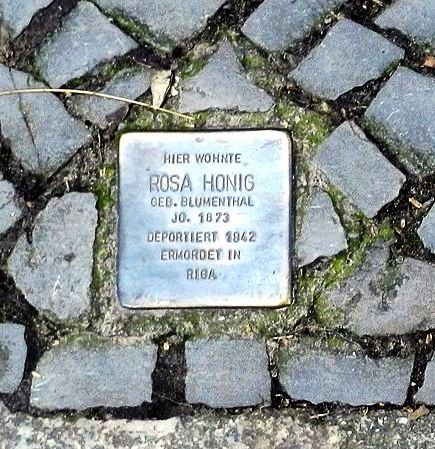 HIER WOHNTE
ROSA HONIG
GEB. BLUMENTHAL
JG. 1873
DEPORTIERT 1942
ERMORDET IN
RIGA